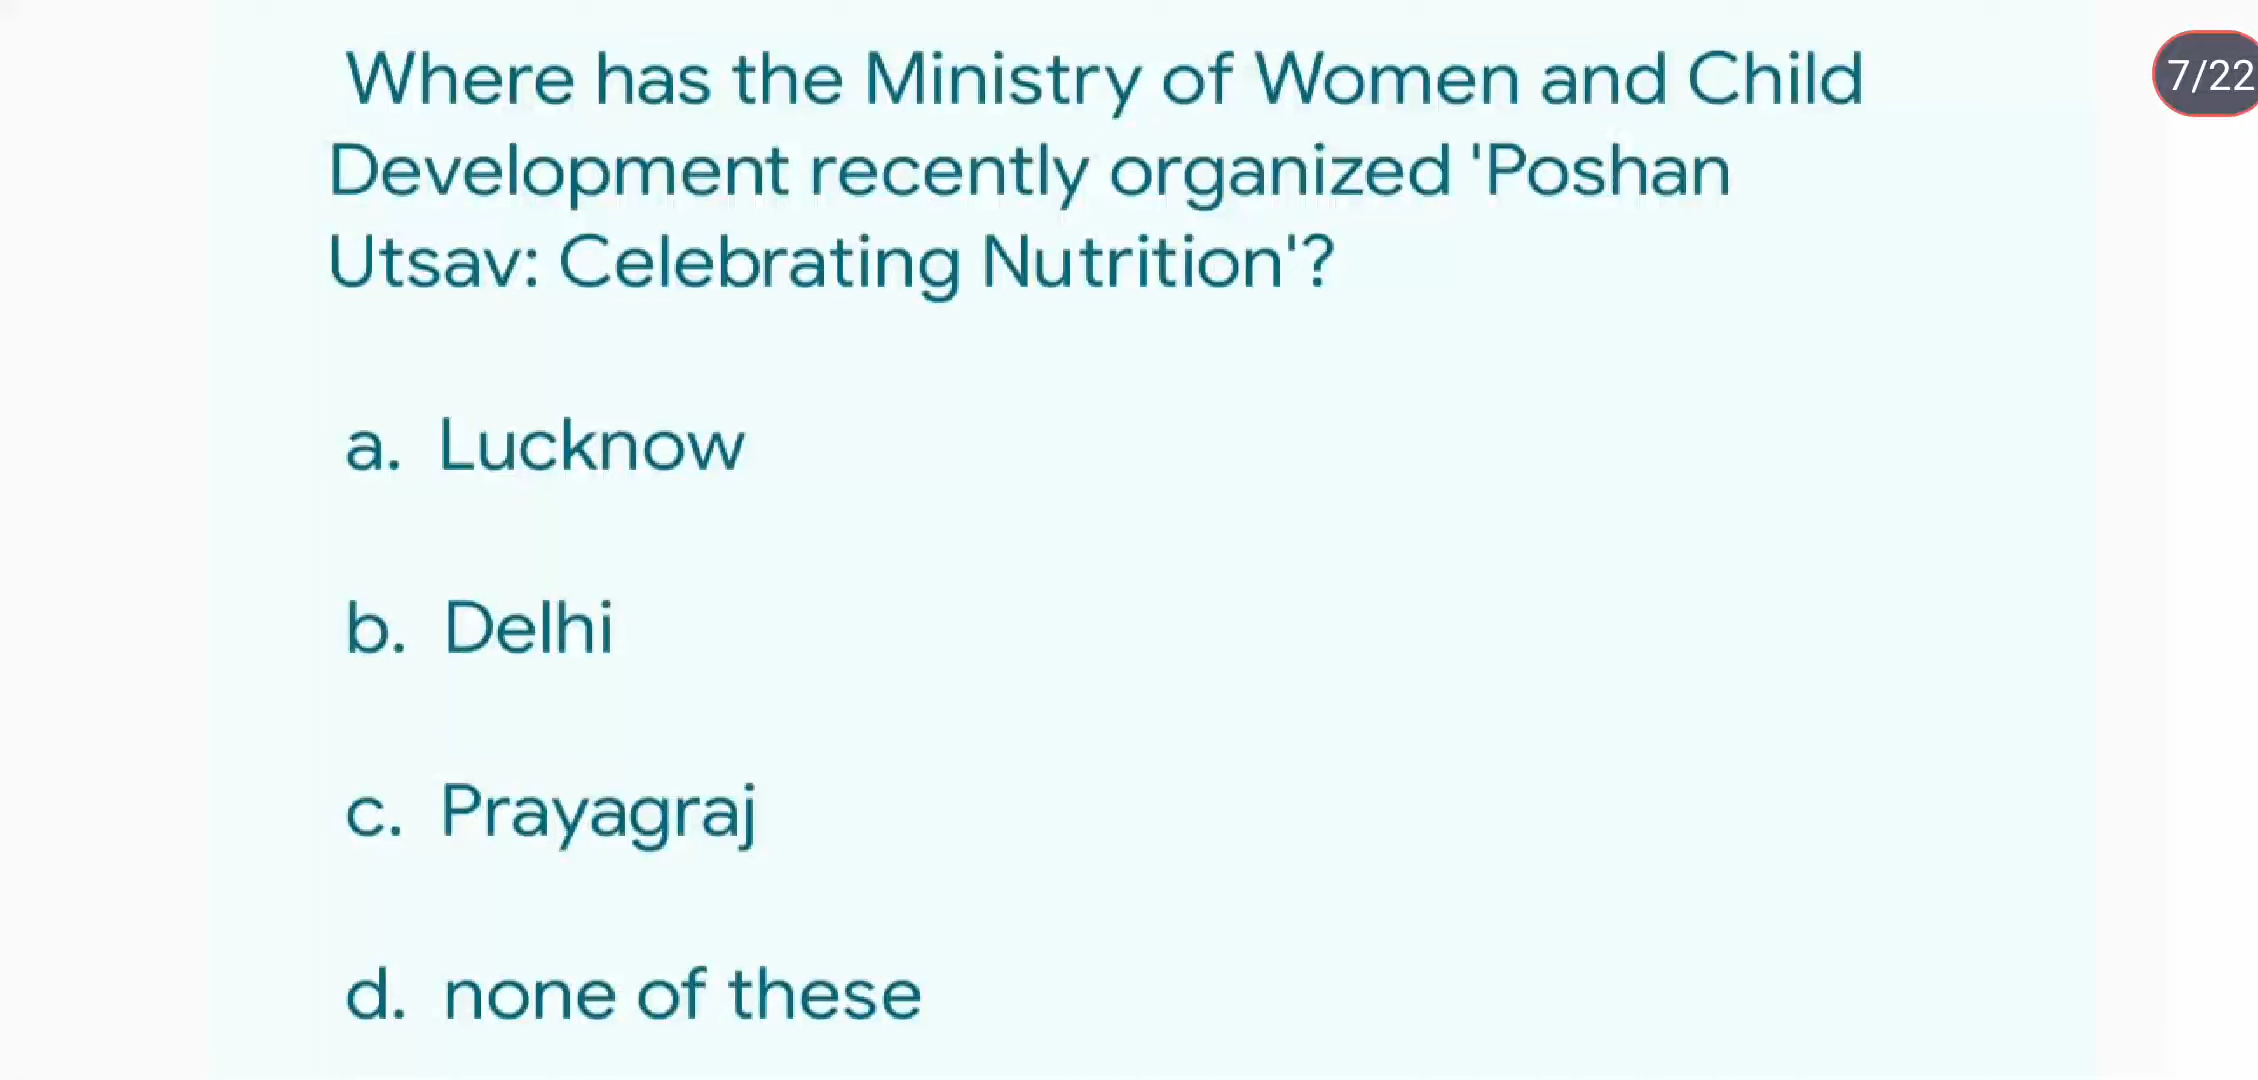 Where has the Ministry of Women and Child
7/22
Development recently organized 'Poshan
Utsav: Celebrating Nutrition'?
a. Lucknow
b. Delhi
c. Prayagraj
d. none of these